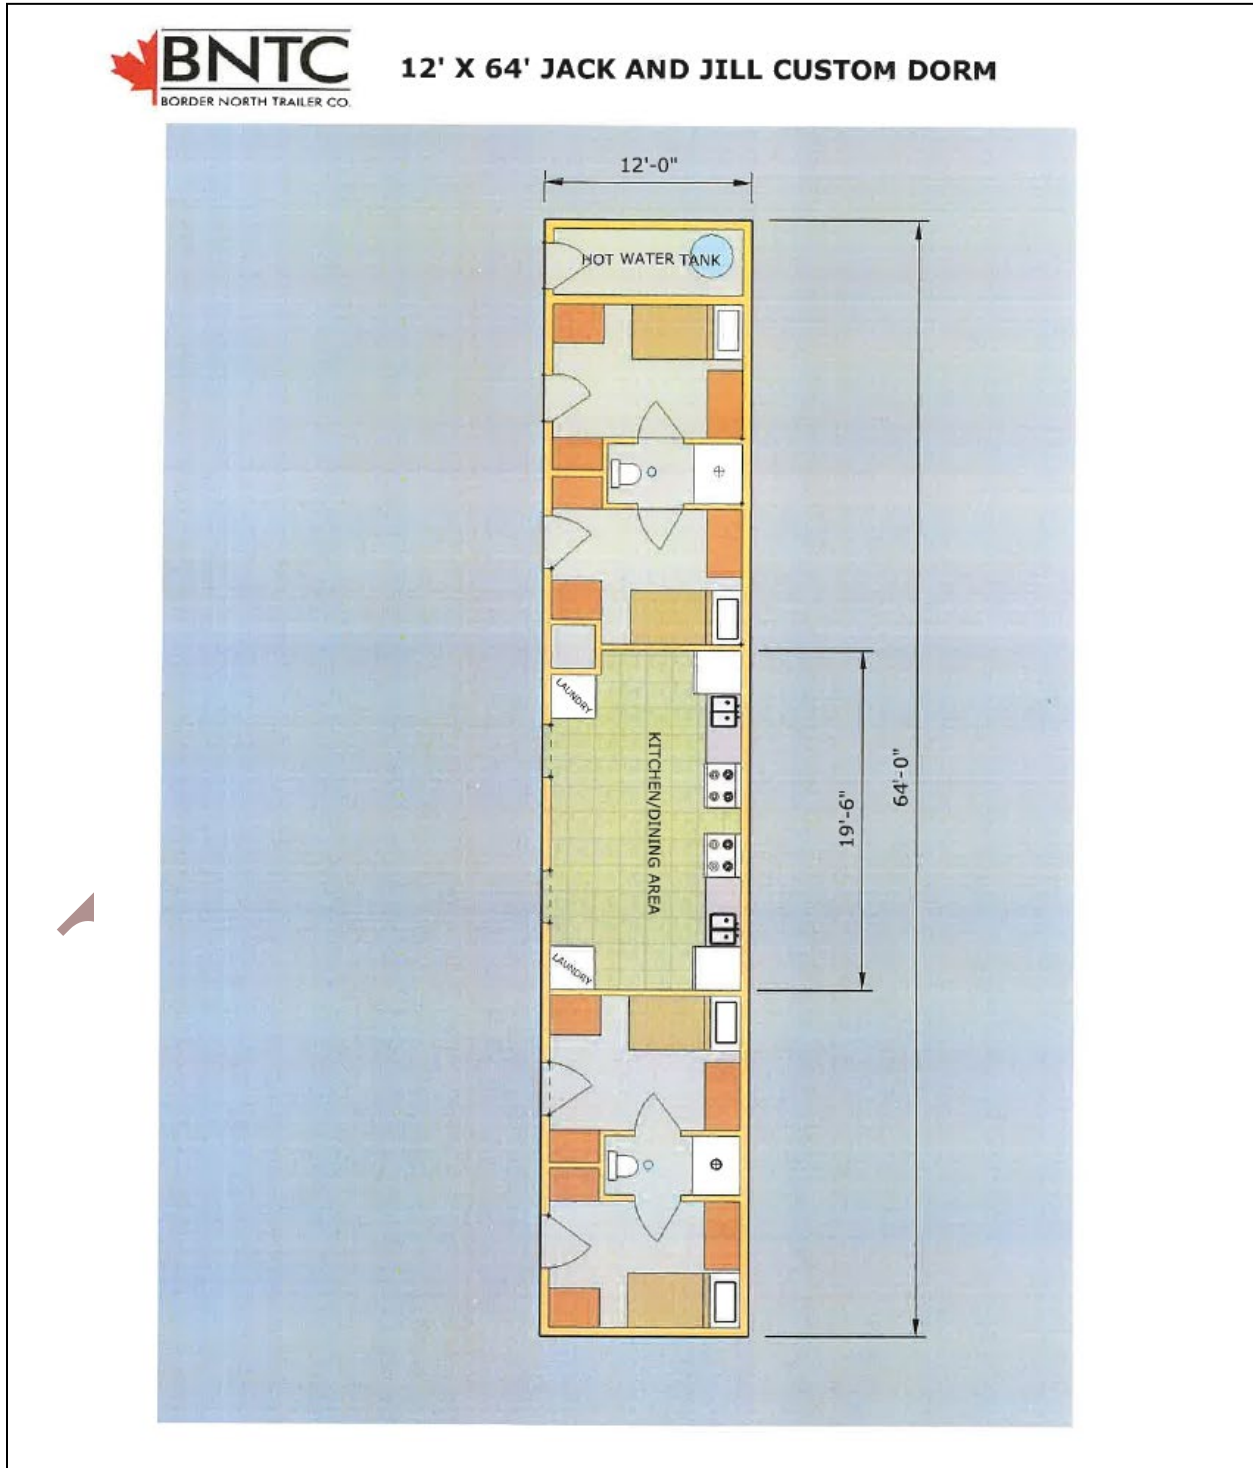 BNTC
BORDER NORTH TRAILER CO.
12' X 64' JACK AND JILL CUSTOM DORM
12'-0"
HOT WATER TANK
LAUNDRY
KITCHEN/DINING AREA
19'-6"
64'-0"
LAUNDRY